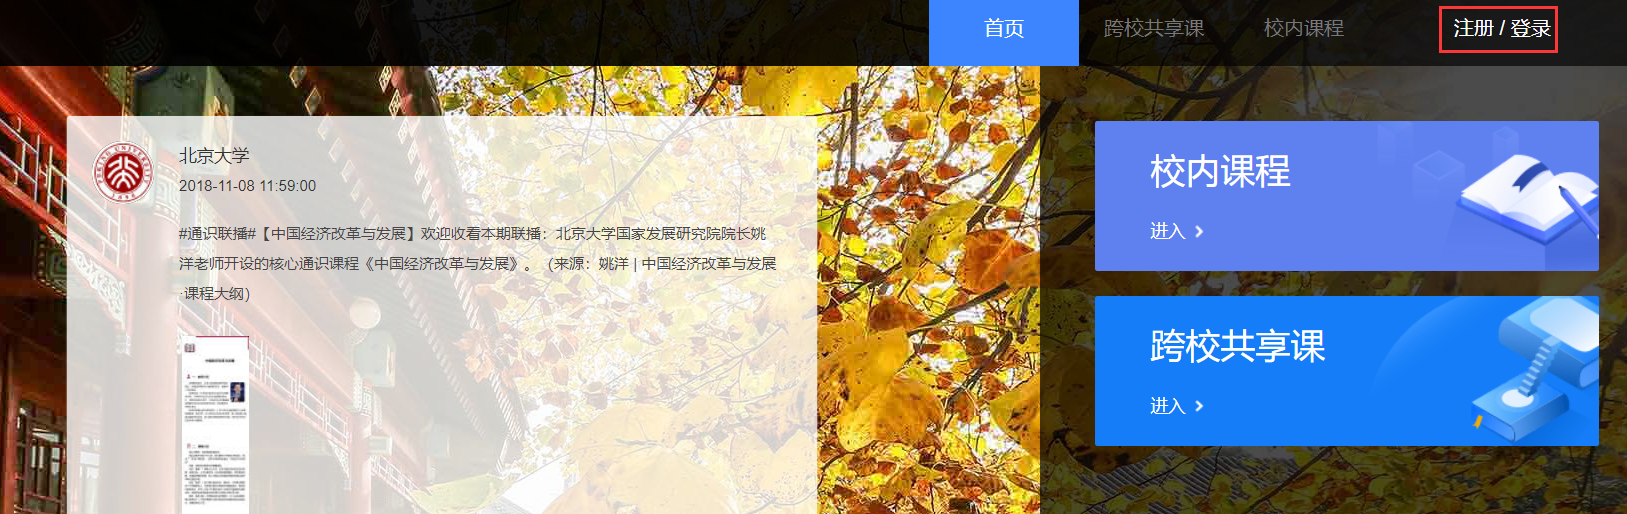 首页
跨校共享课
校内课程
注册 / 登录
北京大学
2018-11-08 11:59:00
#通识联播#【中国经济改革与发展】欢迎收看本期联播：北京大学国家发展研究院院长姚
洋老师开设的核心通识课程《中国经济改革与发展》。（来源：姚洋 | 中国经济改革与发展
·课程大纲）
校内课程
进入
跨校共享课
进入